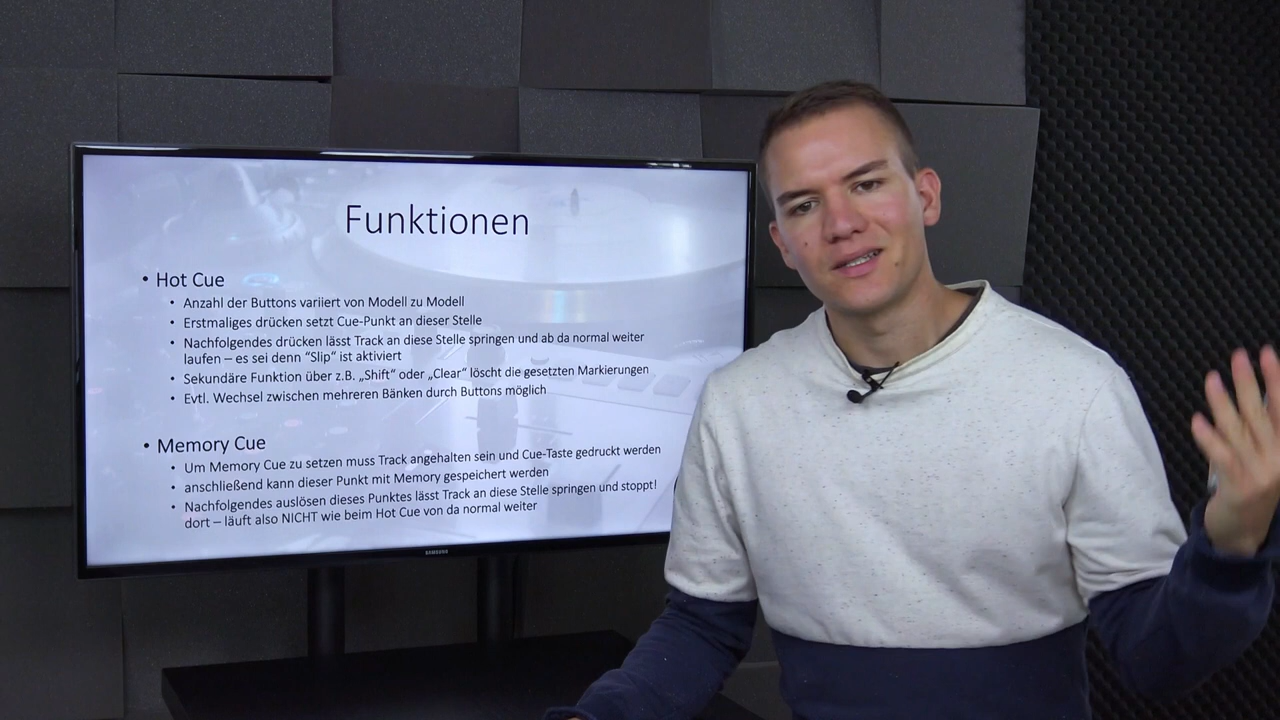 Funktionen
• Hot Cue
• Anzahl der Buttons variiert von Modell zu Modell
• Erstmaliges drücken setzt Cue-Punkt an dieser Stelle
• Nachfolgendes drücken lässt Track an diese Stelle springen und ab da normal weiter
laufen – es sei denn "Slip" ist aktiviert
• Sekundäre Funktion über z.B. „Shift" oder „Clear" löscht die gesetzten Markierungen
• Evtl. Wechsel zwischen mehreren Bänken durch Buttons möglich
• Memory Cue
• Um Memory Cue zu setzen muss Track angehalten sein und Cue-Taste gedruckt werden
• anschließend kann dieser Punkt mit Memory gespeichert werden
• Nachfolgendes auslösen dieses Punktes lässt Track an diese Stelle springen und stoppt!
dort – läuft also NICHT wie beim Hot Cue von da normal weiter
SAMSUNG